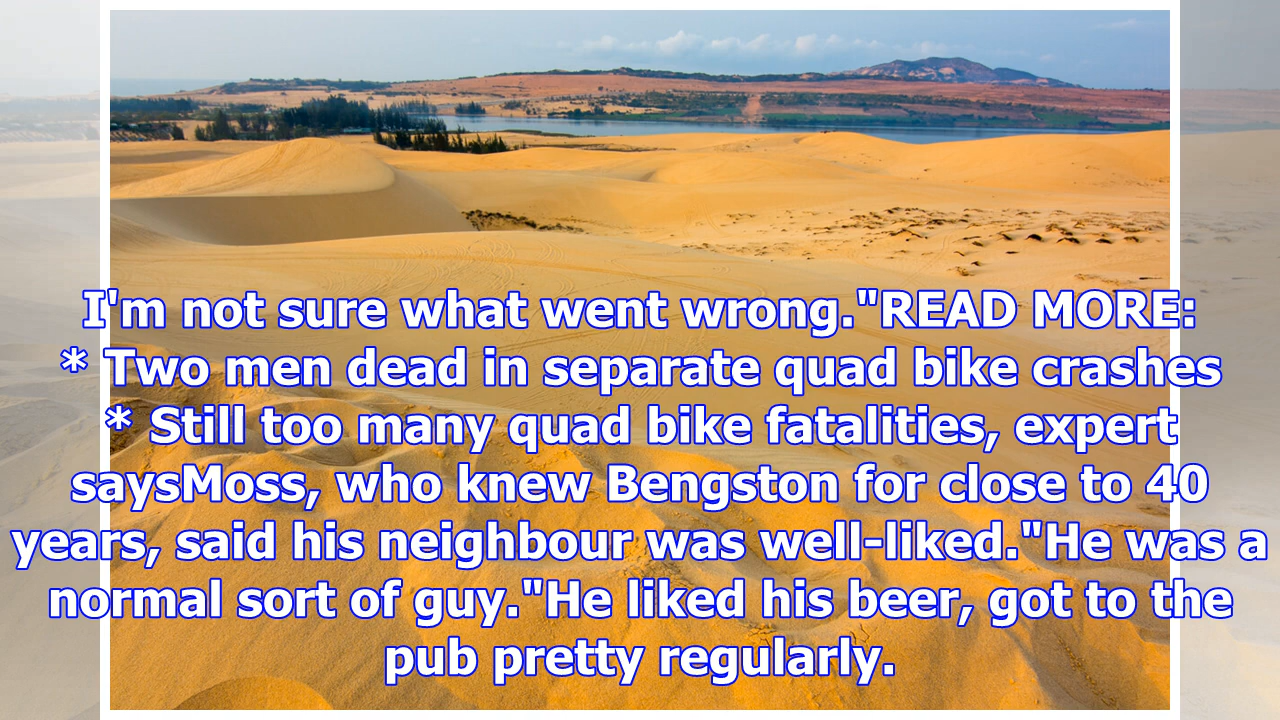 I'm not sure what went wrong."READ MORE:
* Two men dead in separate quad bike crashes
* Still too many quad bike fatalities, expert
saysMoss, who knew Bengston for close to 40
years, said his neighbour was well-liked."He was a
normal sort of guy."He liked his beer, got to the
pub pretty regularly.